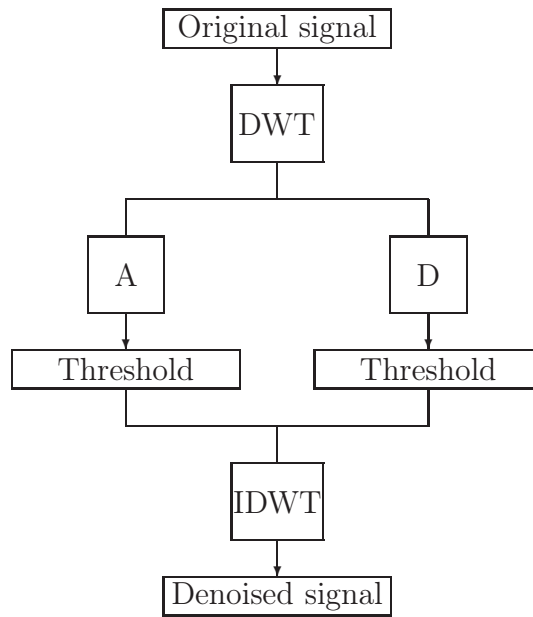 Original signal
DWT
A
D
Threshold
Threshold
IDWT
Denoised signal